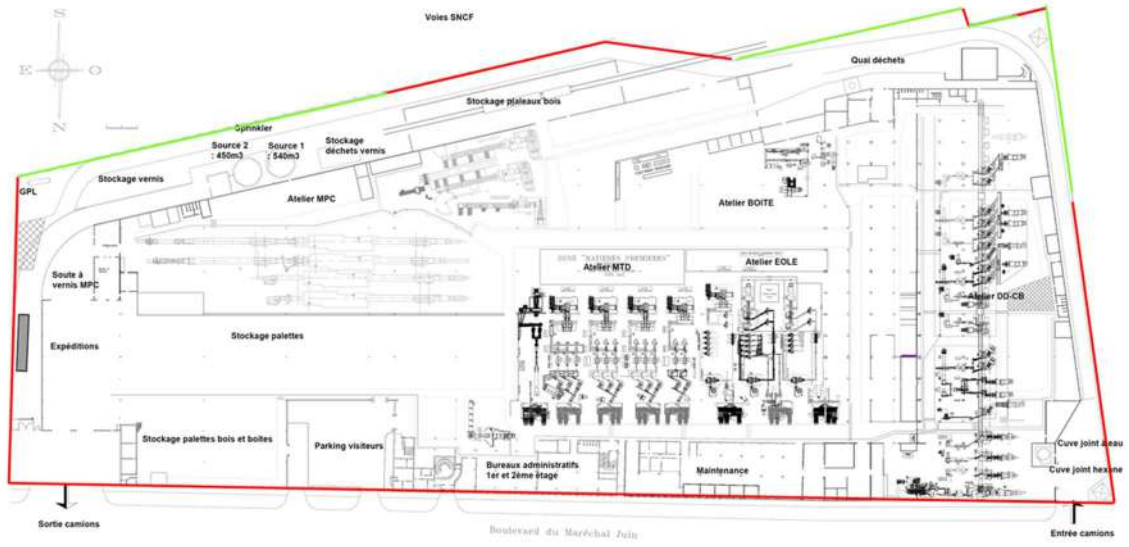 Voies SNCF
S
E
O
N
Quai déchets
Stockage plateaux bois
Sprinkler
Source 2
: 450m3
Source 1
: 540m3
Stockage
déchets vernis
Stockage vernis
GPL
Atelier MPC
Atelier BOITE
ZONE "MATIERES PREMIERES"
Atelier MTD
Atelier EOLE
Soute à
vernis MPC
Atelier DD-CB
Expéditions
Stockage palettes
Stockage palettes bois et boites
Parking visiteurs
Bureaux administratifs
1er et 2ème étage
Maintenance
Cuve joint à eau
Cuve joint hexane
Sortie camions
Entrée camions
Boulevard du Maréchal Juin